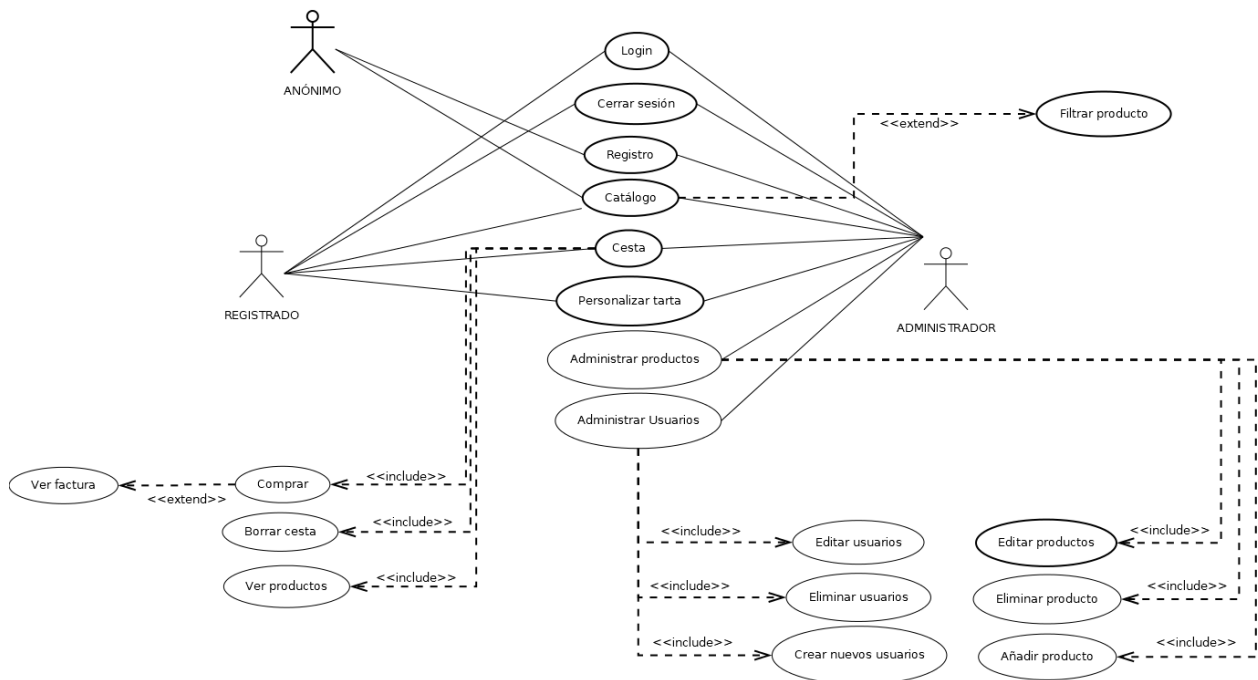 ANÓNIMO
Login
Cerrar sesión
Filtrar producto
<<extend>>
Registro
Catálogo
Cesta
REGISTRADO
Personalizar tarta
ADMINISTRADOR
Administrar productos
Administrar Usuarios
Ver factura
<<extend>>
Comprar
<<include>>
Borrar cesta
<<include>>
Ver productos
<<include>>
<<include>>
Editar usuarios
Editar productos
<<include>>
<<include>>
Eliminar usuarios
Eliminar producto
<<include>>
<<include>>
Crear nuevos usuarios
Añadir producto
<<include>>